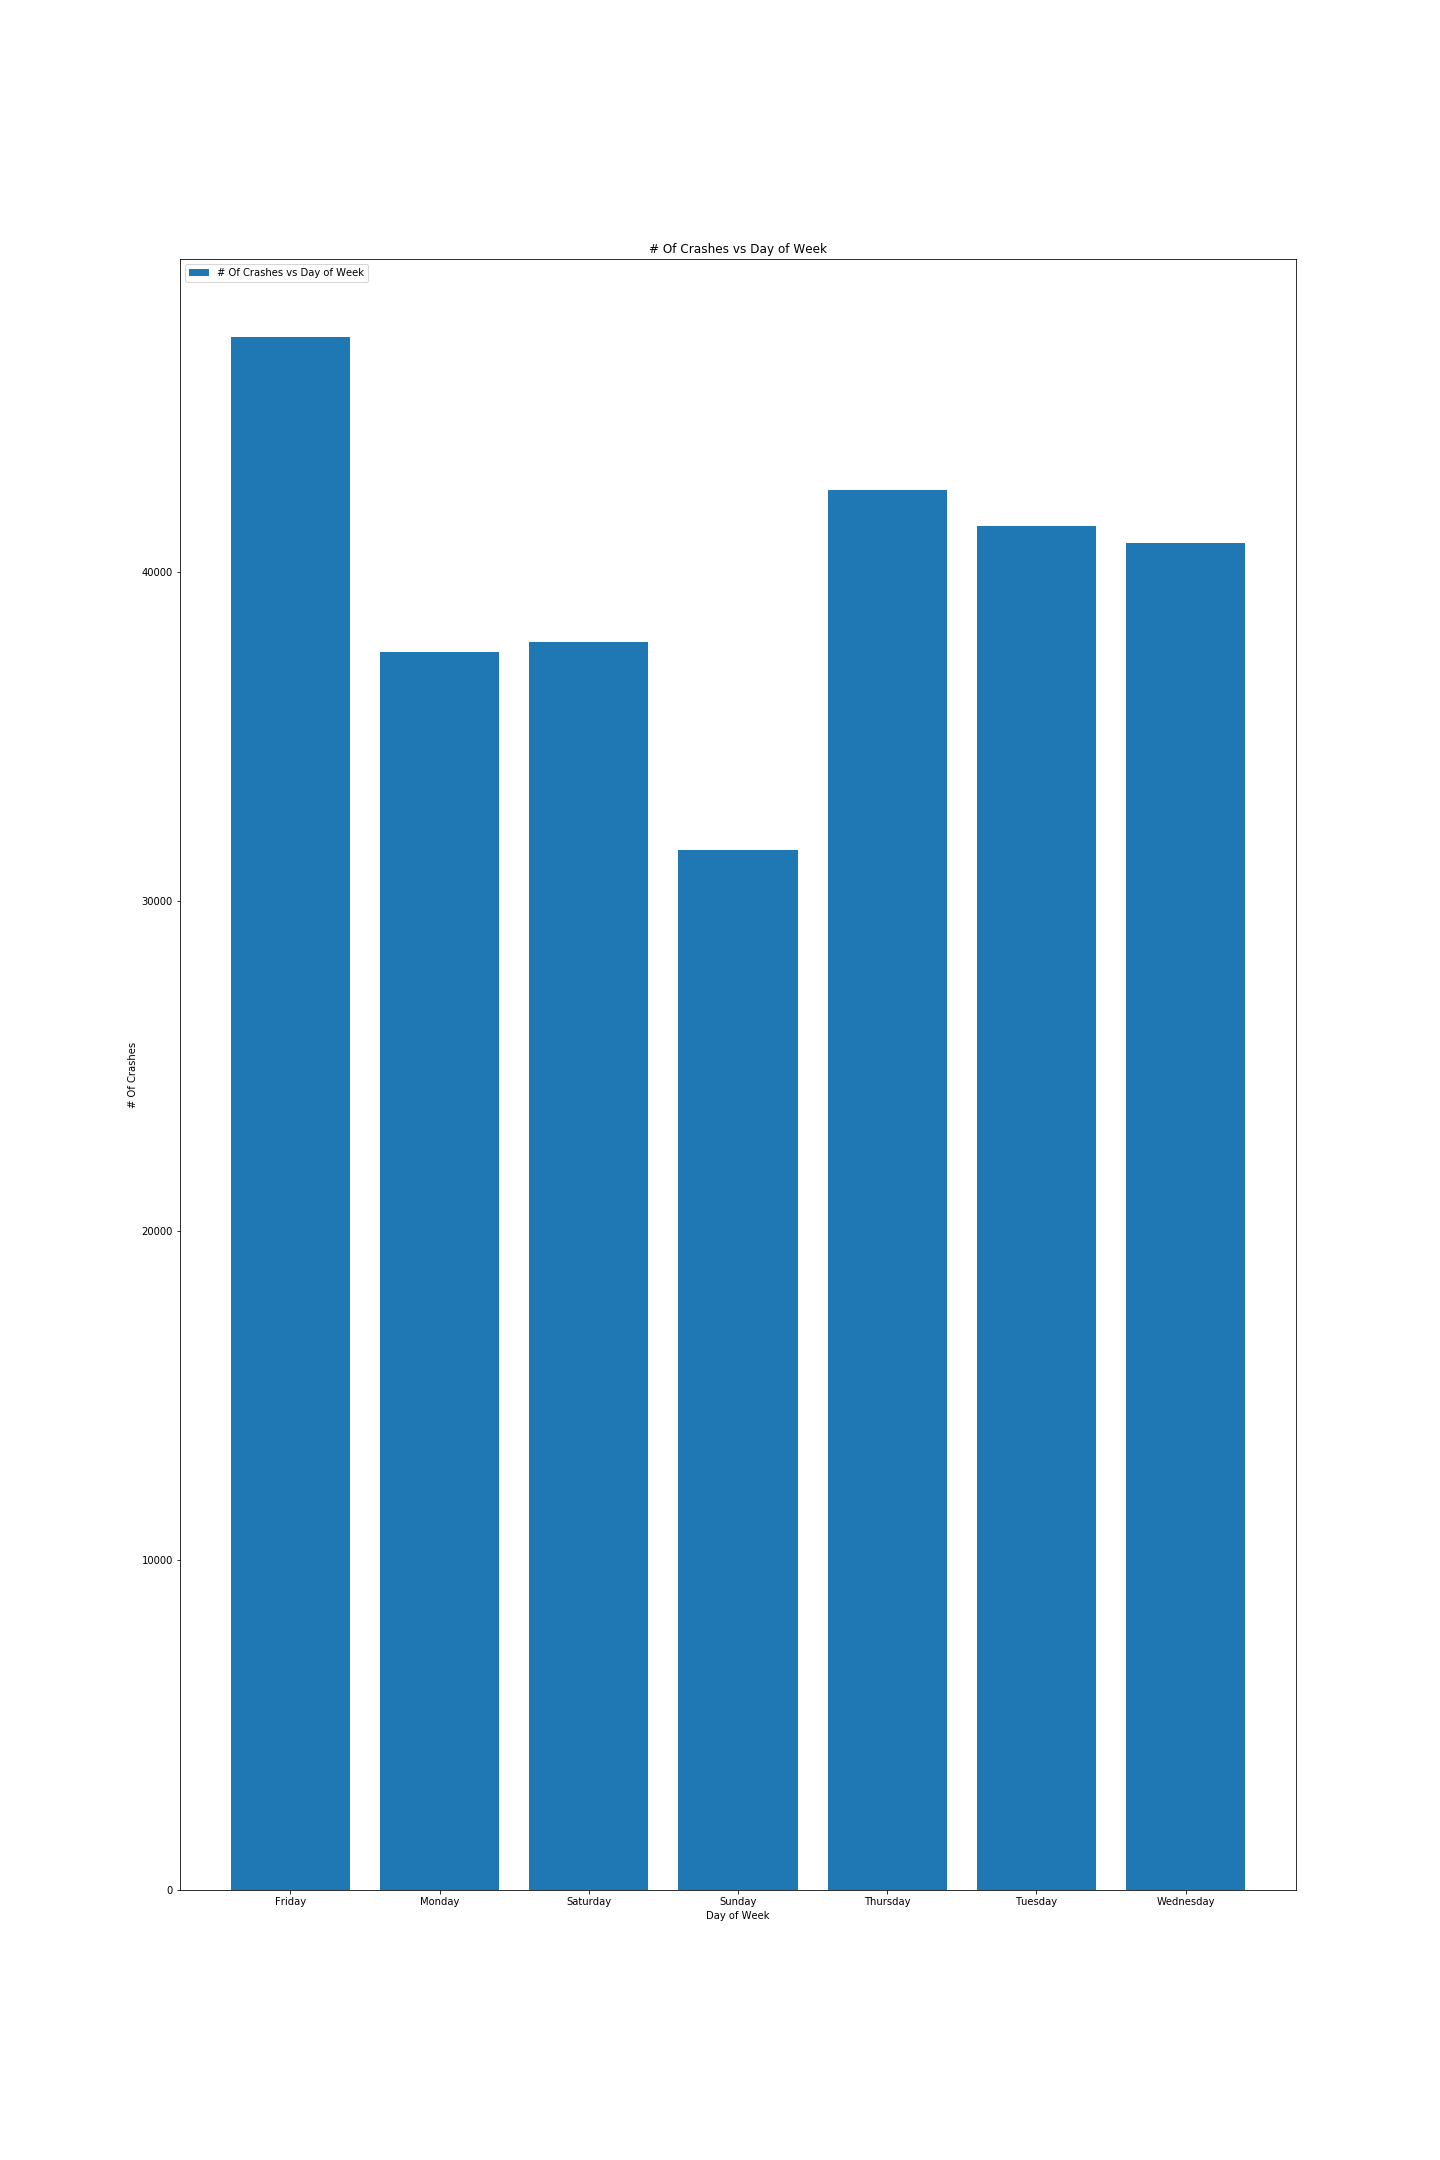 # Of Crashes vs Day of Week
# Of Crashes vs Day of Week
40000
30000
# Of Crashes
20000
10000
0
Friday Monday Saturday Sunday Thursday Tuesday Wednesday
Day of Week